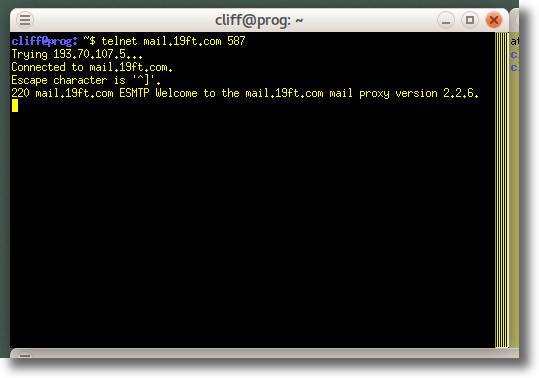 cliff@prog: ~
cliff@prog: ~$ telnet mail.19ft.com 587
Trying 193.70.107.5...
Connected to mail.19ft.com.
Escape character is '^]'.
220 mail.19ft.com ESMTP Welcome to the mail.19ft.com mail proxy version 2.2.6.